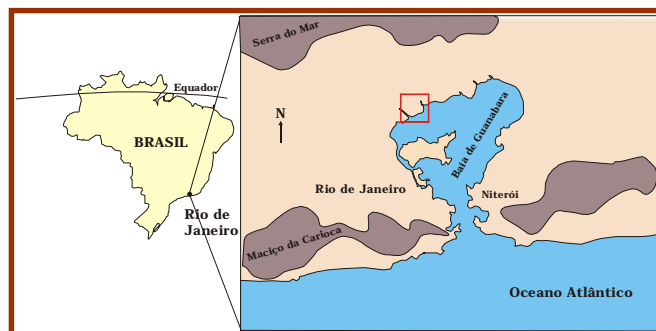 Equador
BRASIL
Rio de
Janeiro
Serra do Mar
N
Baía de Guanabara
Rio de Janeiro
Niterói
Maciço da Carioca
Oceano Atlântico